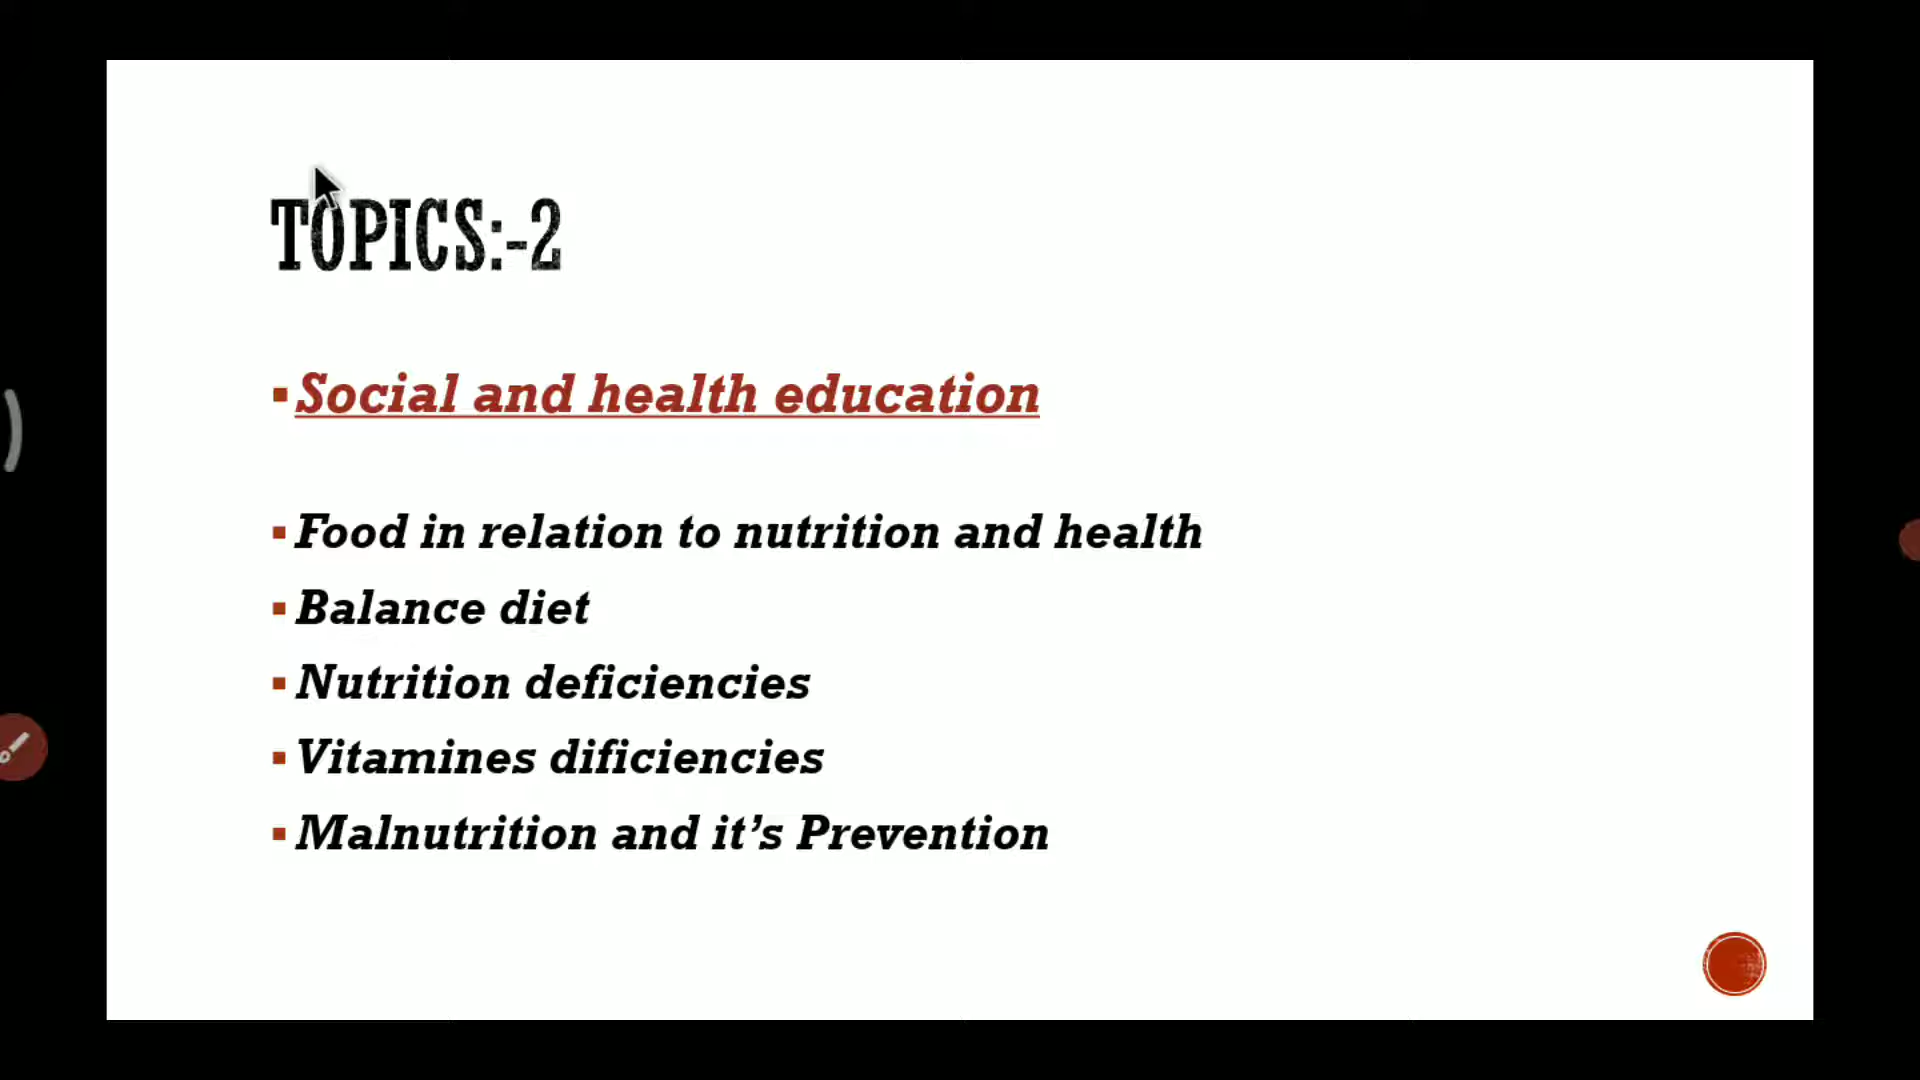 TOPICS:-2
Social and health education
Food in relation to nutrition and health
Balance diet
Nutrition deficiencies
Vitamines dificiencies
Malnutrition and it’s Prevention